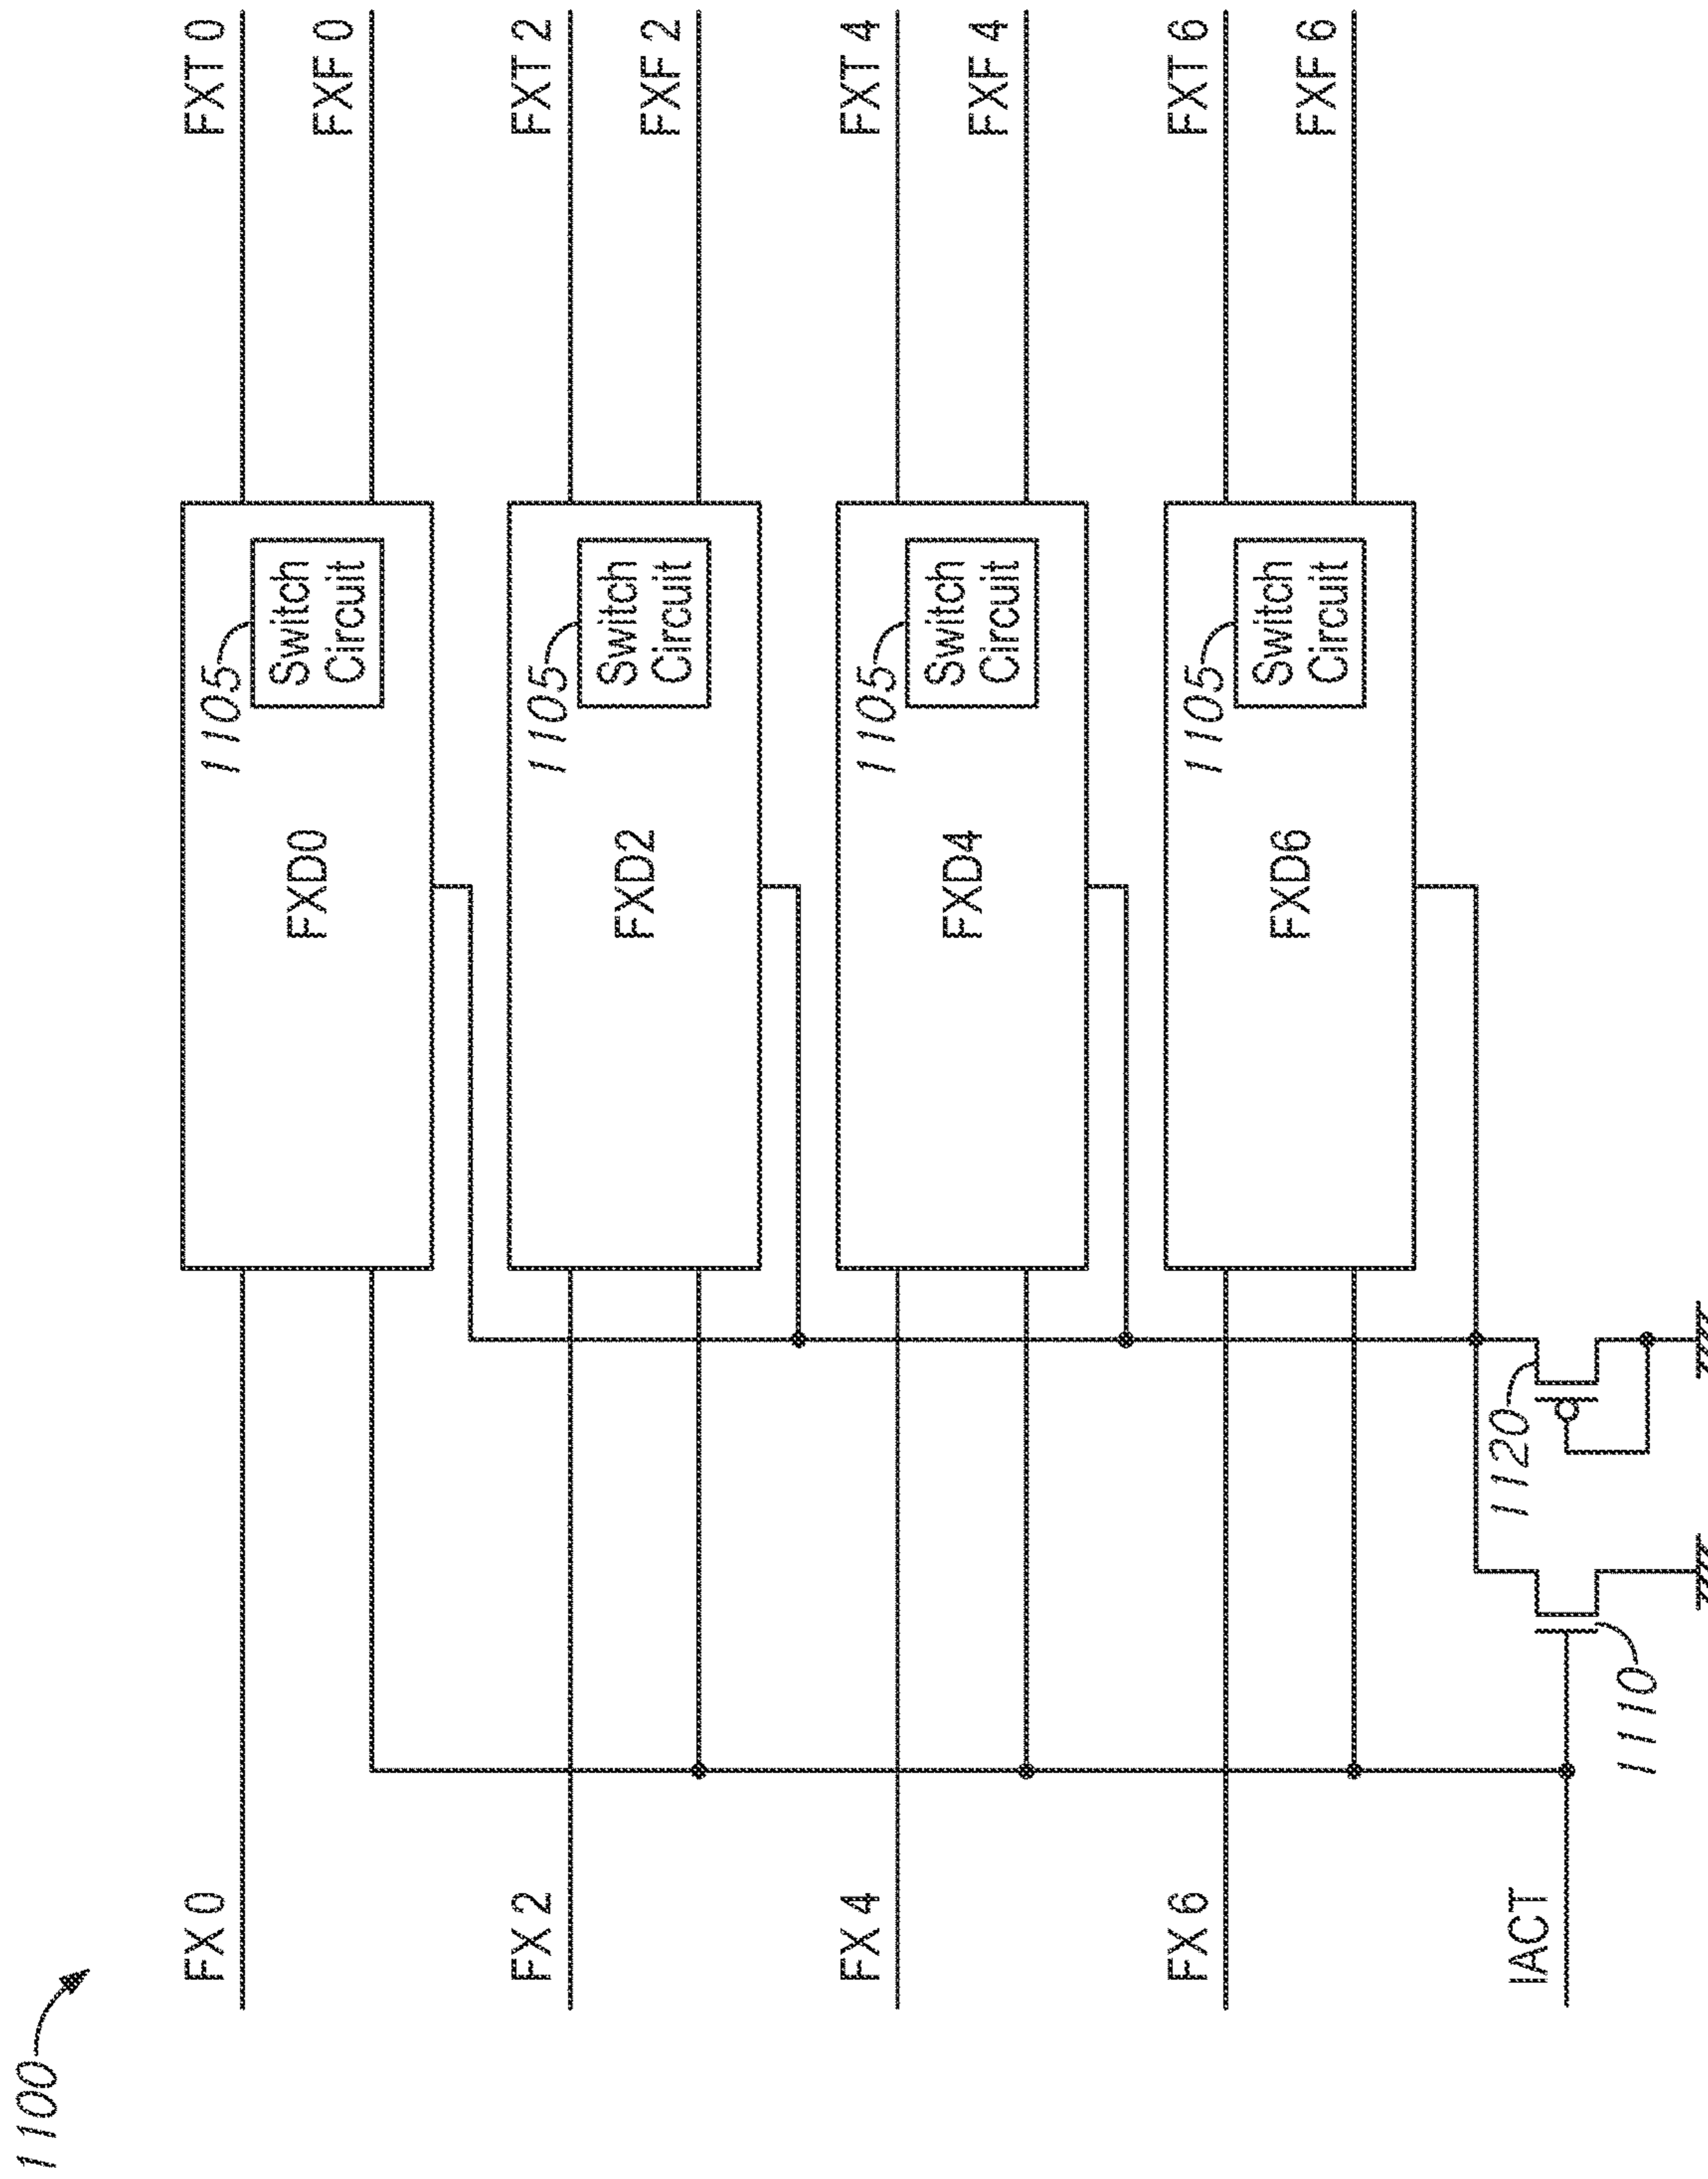 1100
FX 0
1105
Switch
Circuit
FXD0
FXT 0
FXF 0
FX 2
1105
Switch
Circuit
FXD2
FXT 2
FXF 2
FX 4
1105
Switch
Circuit
FXD4
FXT 4
FXF 4
FX 6
1105
Switch
Circuit
FXD6
FXT 6
FXF 6
1120
IACT
1110